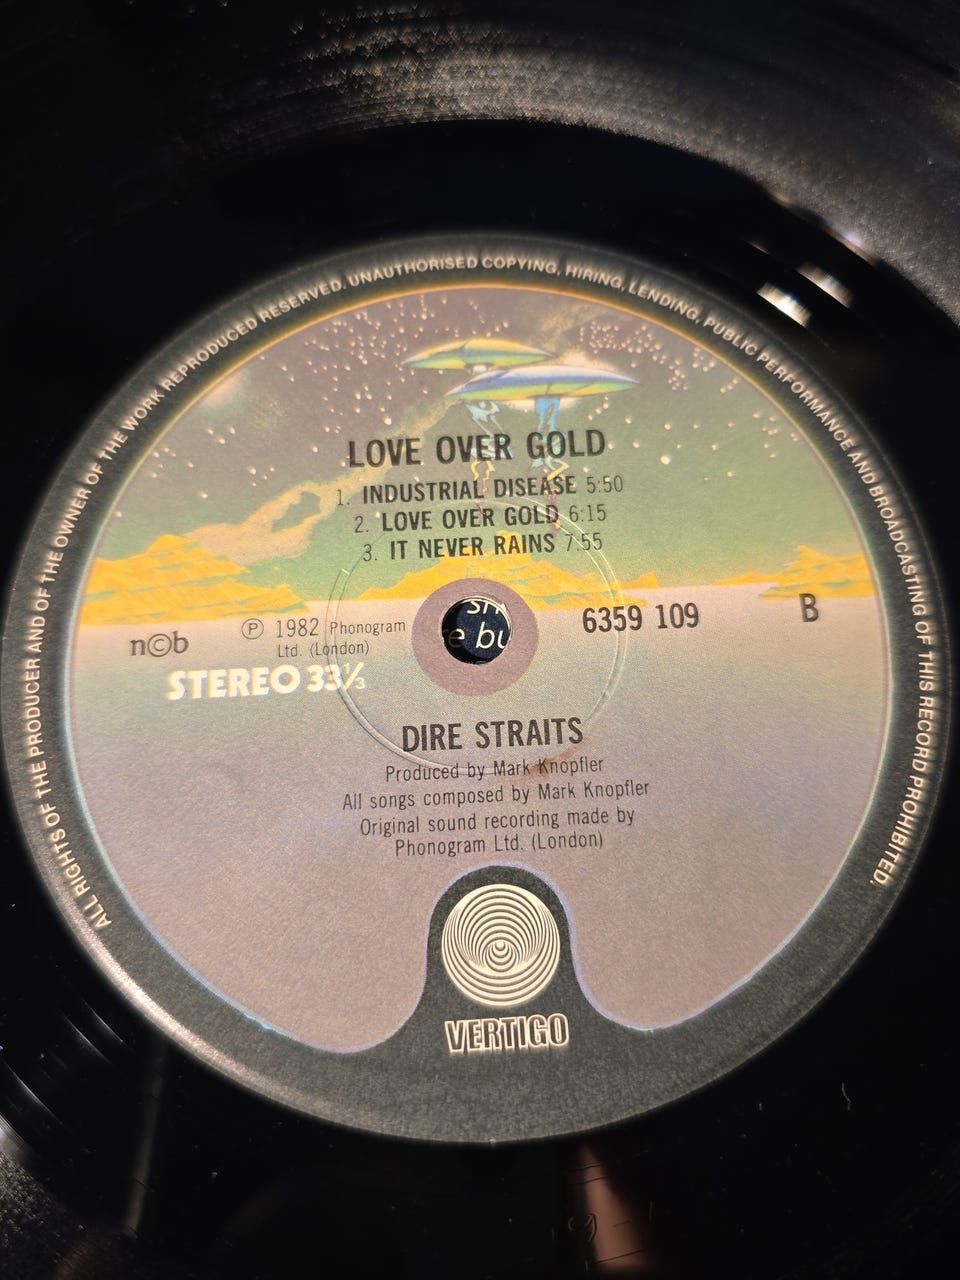 ALL RIGHTS OF THE PRODUCER AND OF THE OWNER OF THE WORK REPRODUCED RESERVED. UNAUTHORISED COPYING, HIRING, LENDING, PUBLIC PERFORMANCE AND BROADCASTING OF THIS RECORD PROHIBITED.
LOVE OVER GOLD
1. INDUSTRIAL DISEASE 5:50
2. LOVE OVER GOLD 6:15
3. IT NEVER RAINS 7.55
n©b
Ⓟ 1982 Phonogram
Ltd. (London)
6359 109
B
STEREO 33⅓
DIRE STRAITS
Produced by Mark Knopfler
All songs composed by Mark Knopfler
Original sound recording made by
Phonogram Ltd. (London)
VERTIGO